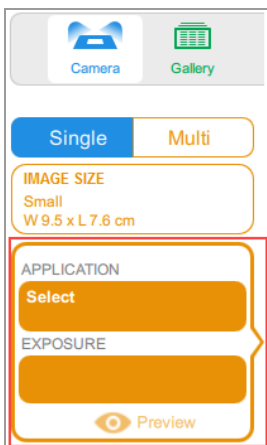 Camera Gallery
Single Multi
IMAGE SIZE
Small
W 9.5 x L 7.6 cm
APPLICATION
Select
EXPOSURE
Preview